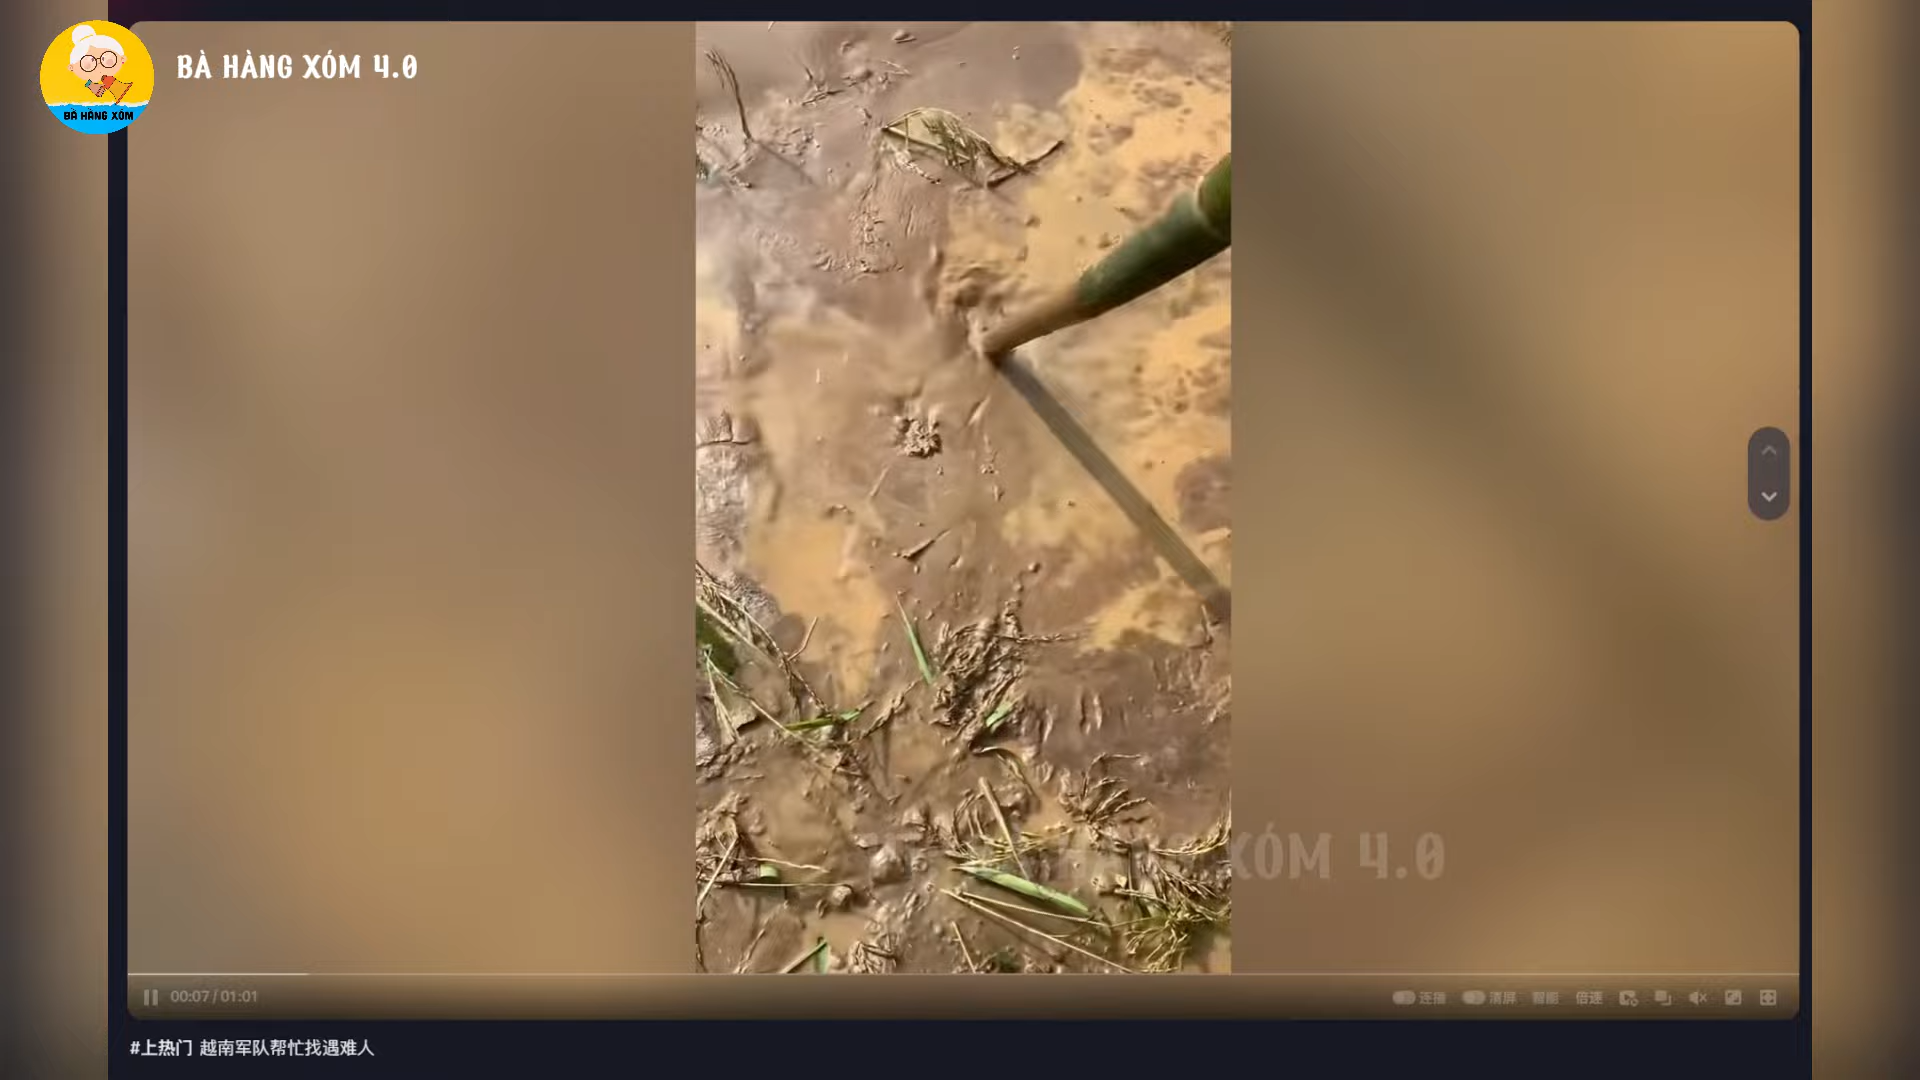 BÀ HÀNG XÓM 4.0
BÀ HÀNG XÓM
XÓM 4.0
00:07 / 01:01
连播 清屏 智能 倍速
#上热门 越南军队帮忙找遇难人